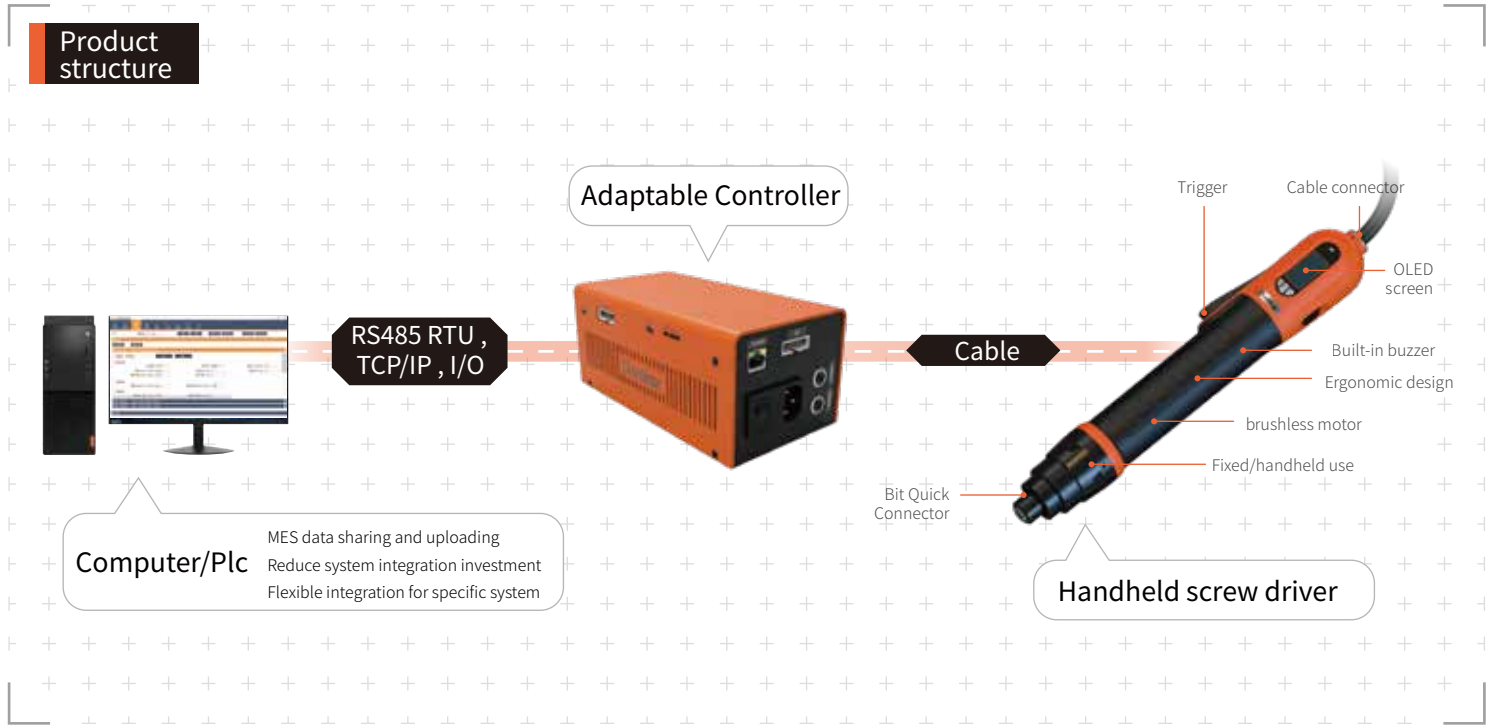 Product
structure
Adaptable Controller
Trigger
Cable connector
OLED
screen
RS485 RTU ,
TCP/IP , I/O
Cable
Built-in buzzer
Ergonomic design
brushless motor
Fixed/handheld use
Bit Quick
Connector
Computer/Plc
MES data sharing and uploading
Reduce system integration investment
Flexible integration for specific system
Handheld screw driver